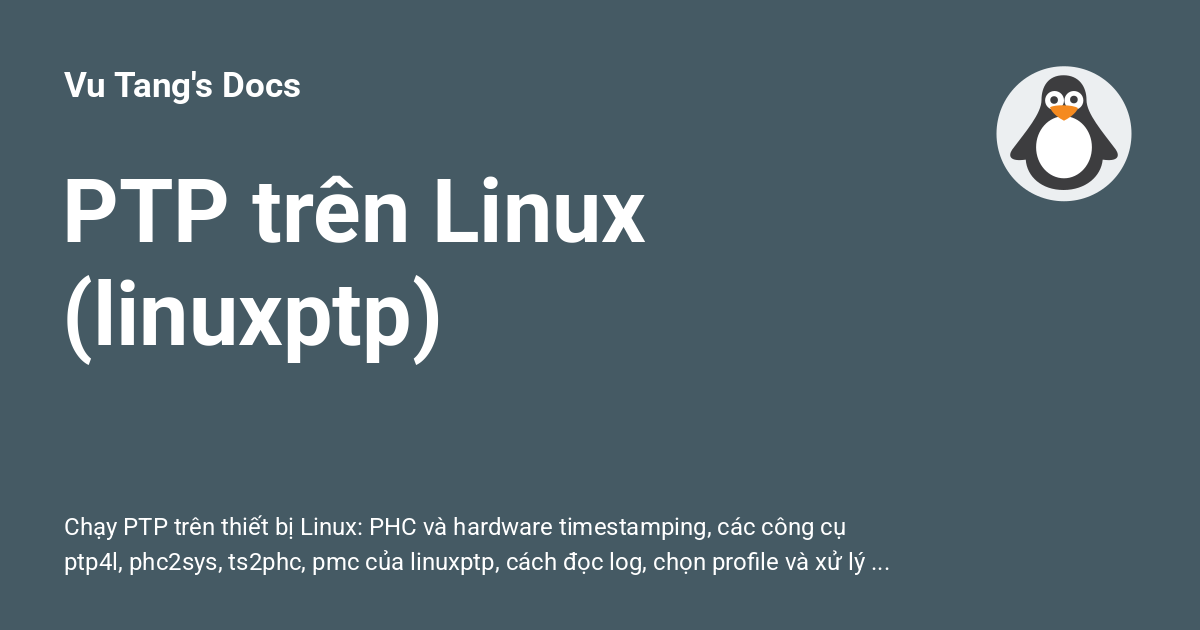 Vu Tang's Docs
PTP trên Linux
(linuxptp)
Chạy PTP trên thiết bị Linux: PHC và hardware timestamping, các công cụ
ptp4l, phc2sys, ts2phc, pmc của linuxptp, cách đọc log, chọn profile và xử lý ...